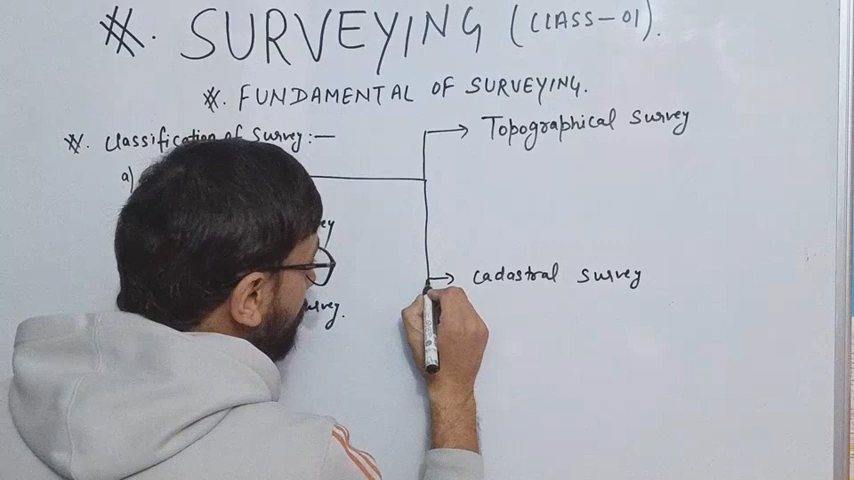 ※. SURVEYING (CLASS-01).
※. FUNDAMENTAL OF SURVEYING.
※. Classification of Survey:—
a)
→ Topographical Survey
→ Cadastral Survey